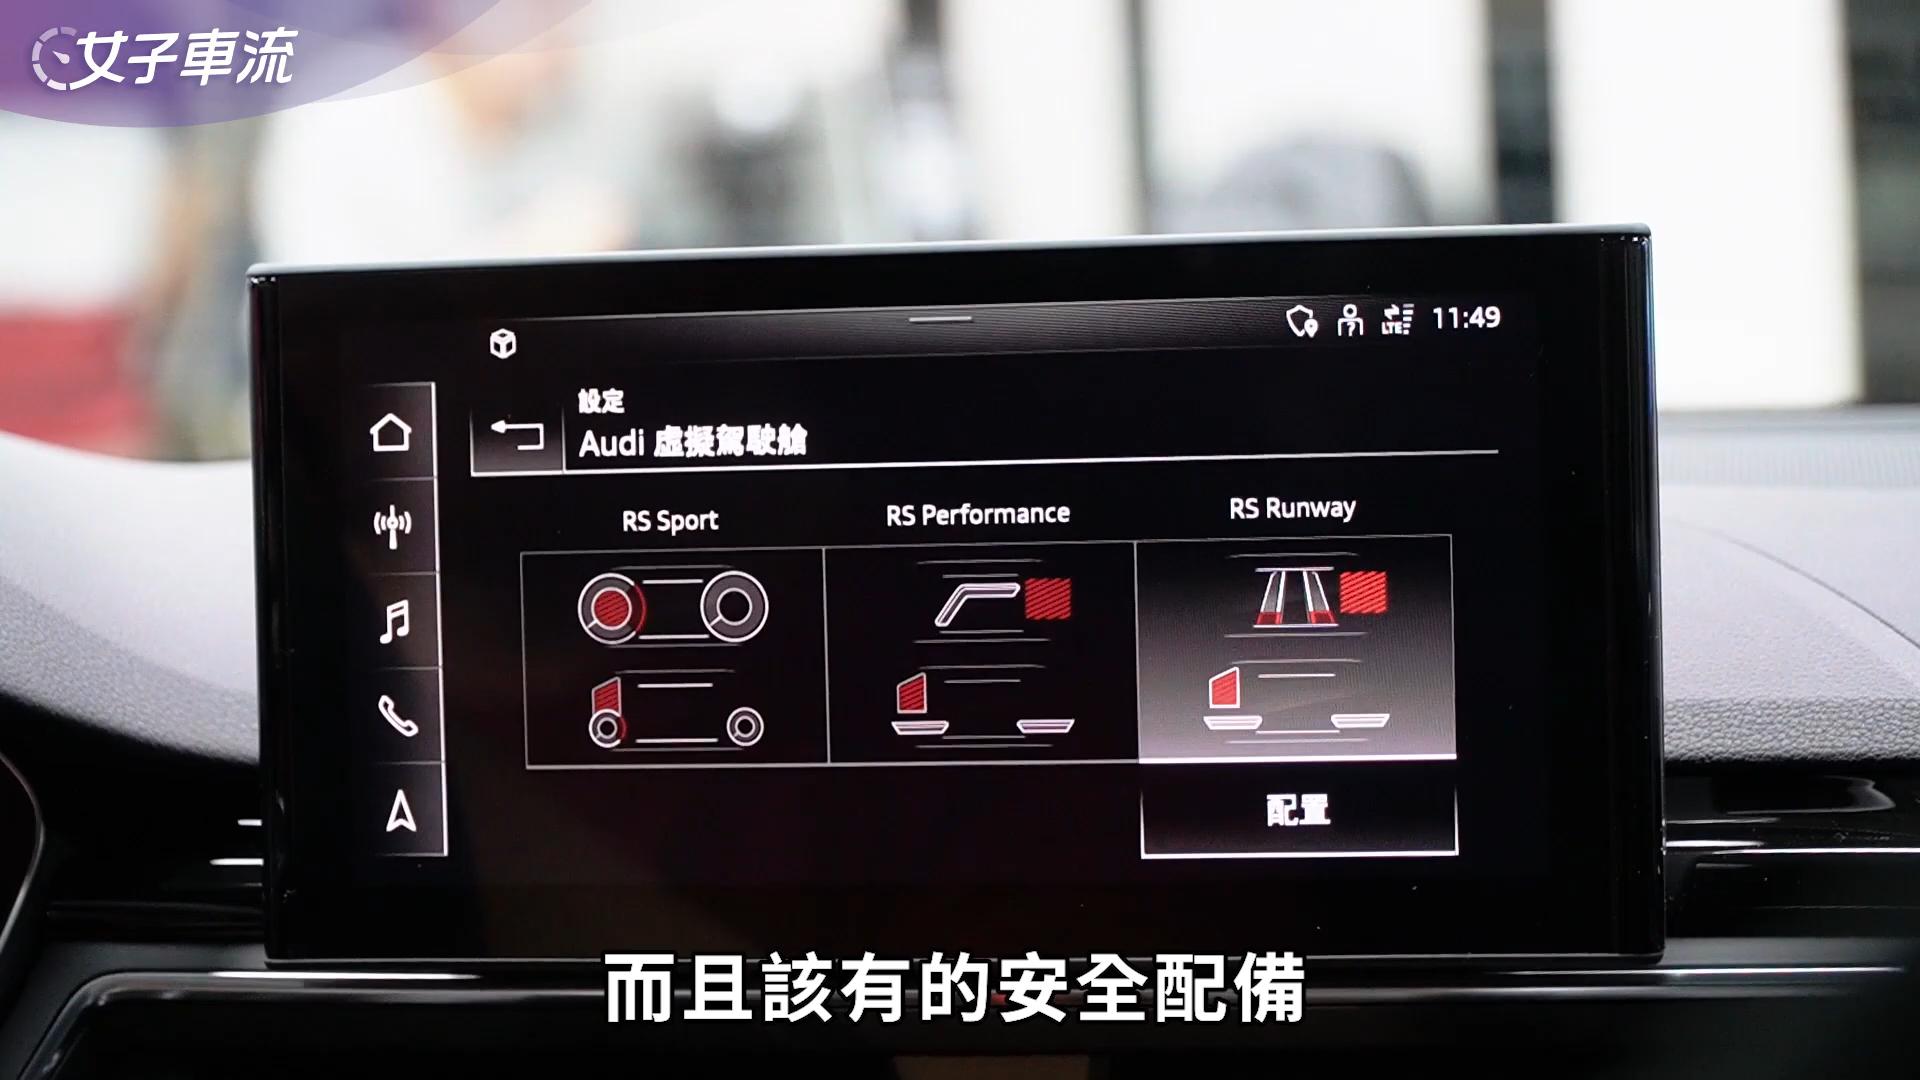 女子車流
LTE 11:49
設定
Audi 虛擬駕駛艙
RS Sport
RS Performance
RS Runway
配置
而且該有的安全配備